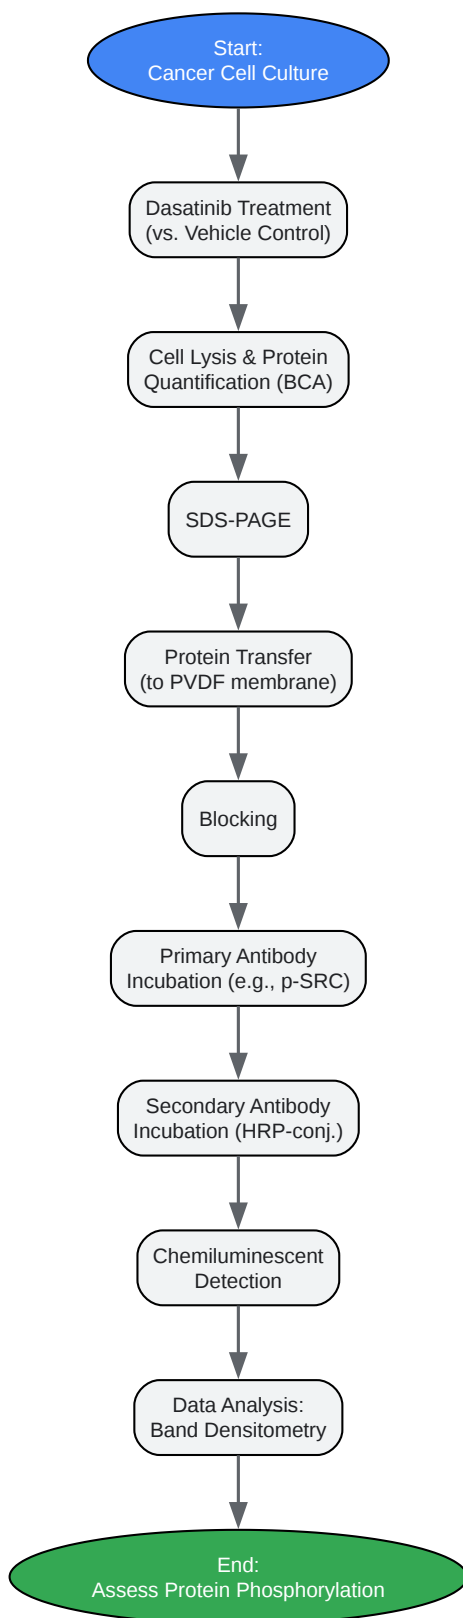 Start:
Cancer Cell Culture
Dasatinib Treatment
(vs. Vehicle Control)
Cell Lysis & Protein
Quantification (BCA)
SDS-PAGE
Protein Transfer
(to PVDF membrane)
Blocking
Primary Antibody
Incubation (e.g., p-SRC)
Secondary Antibody
Incubation (HRP-conj.)
Chemiluminescent
Detection
Data Analysis:
Band Densitometry
End:
Assess Protein Phosphorylation